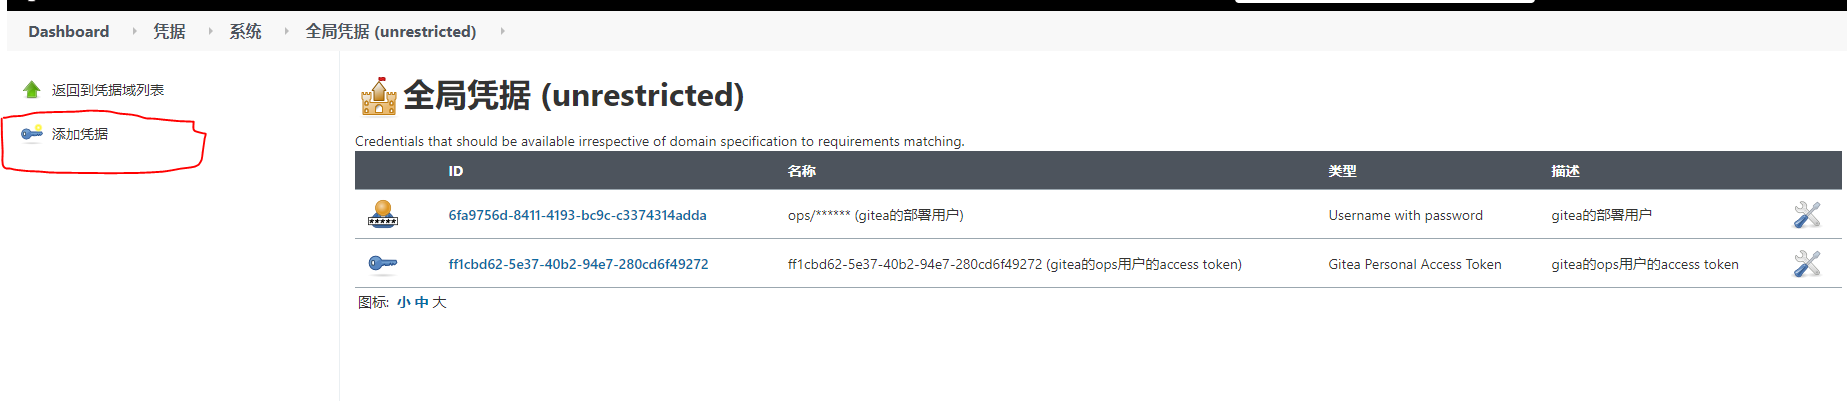 Dashboard 凭据 系统 全局凭据 (unrestricted)
返回到凭据域列表
添加凭据
全局凭据 (unrestricted)
Credentials that should be available irrespective of domain specification to requirements matching.
ID 名称 类型 描述
6fa9756d-8411-4193-bc9c-c3374314adda ops/****** (gitea的部署用户) Username with password gitea的部署用户
ff1cbd62-5e37-40b2-94e7-280cd6f49272 ff1cbd62-5e37-40b2-94e7-280cd6f49272 (gitea的ops用户的access token) Gitea Personal Access Token gitea的ops用户的access token
图标: 小 中 大